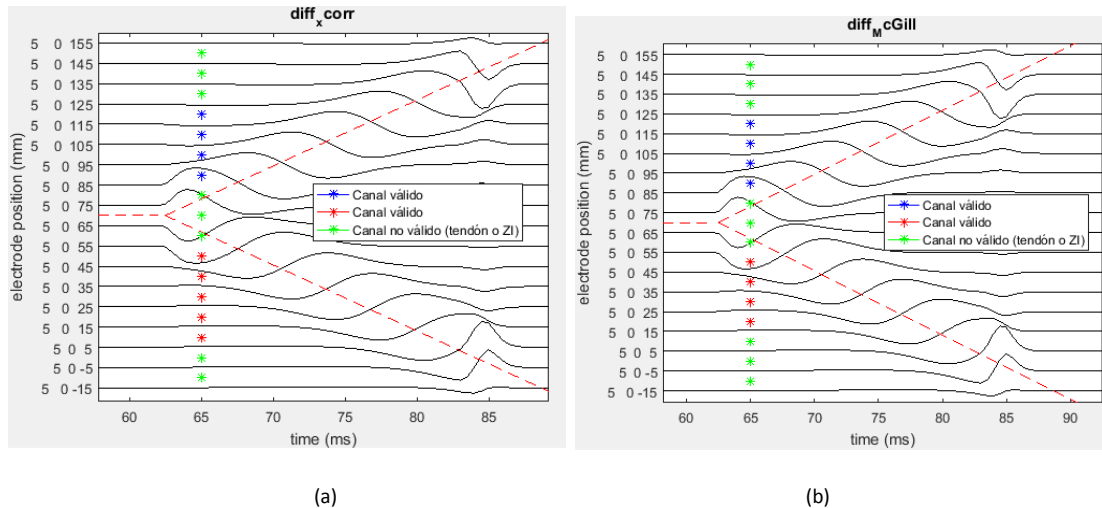 diff_xcorr
electrode position (mm)
5 0 155
5 0 145
5 0 135
5 0 125
5 0 115
5 0 105
5 0 95
5 0 85
5 0 75
5 0 65
5 0 55
5 0 45
5 0 35
5 0 25
5 0 15
5 0 5
5 0 -5
5 0 -15
Canal válido
Canal válido
Canal no válido (tendón o ZI)
60 65 70 75 80 85
time (ms)
(a)
diff_McGill
electrode position (mm)
5 0 155
5 0 145
5 0 135
5 0 125
5 0 115
5 0 105
5 0 95
5 0 85
5 0 75
5 0 65
5 0 55
5 0 45
5 0 35
5 0 25
5 0 15
5 0 5
5 0 -5
5 0 -15
Canal válido
Canal válido
Canal no válido (tendón o ZI)
60 65 70 75 80 85 90
time (ms)
(b)